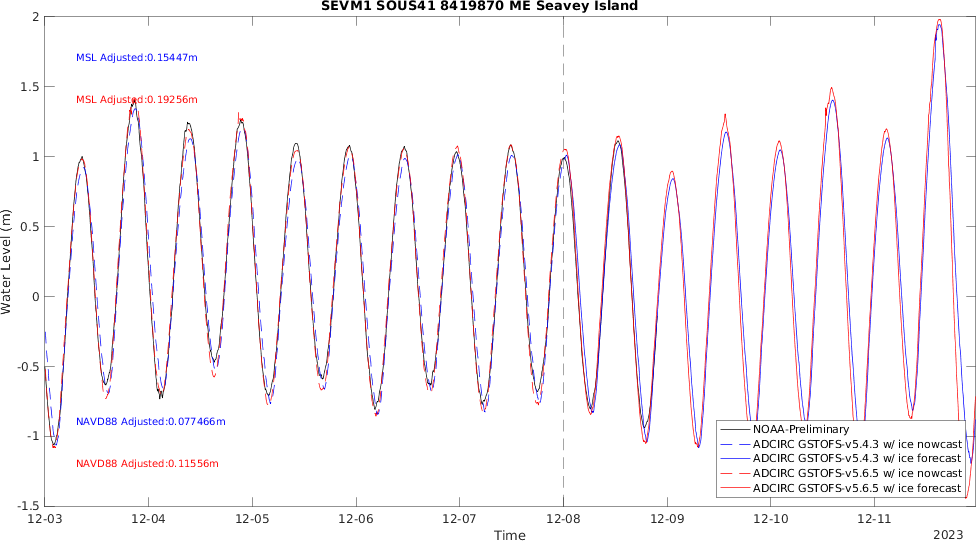 SEVM1 SOUS41 8419870 ME Seavey Island
2
1.5
1
0.5
0
-0.5
-1
-1.5
Water Level (m)
MSL Adjusted:0.15447m
MSL Adjusted:0.19256m
NAVD88 Adjusted:0.077466m
NAVD88 Adjusted:0.11556m
NOAA-Preliminary
ADCIRC GSTOFS-v5.4.3 w/ ice nowcast
ADCIRC GSTOFS-v5.4.3 w/ ice forecast
ADCIRC GSTOFS-v5.6.5 w/ ice nowcast
ADCIRC GSTOFS-v5.6.5 w/ ice forecast
12-03 12-04 12-05 12-06 12-07 12-08 12-09 12-10 12-11
Time
2023